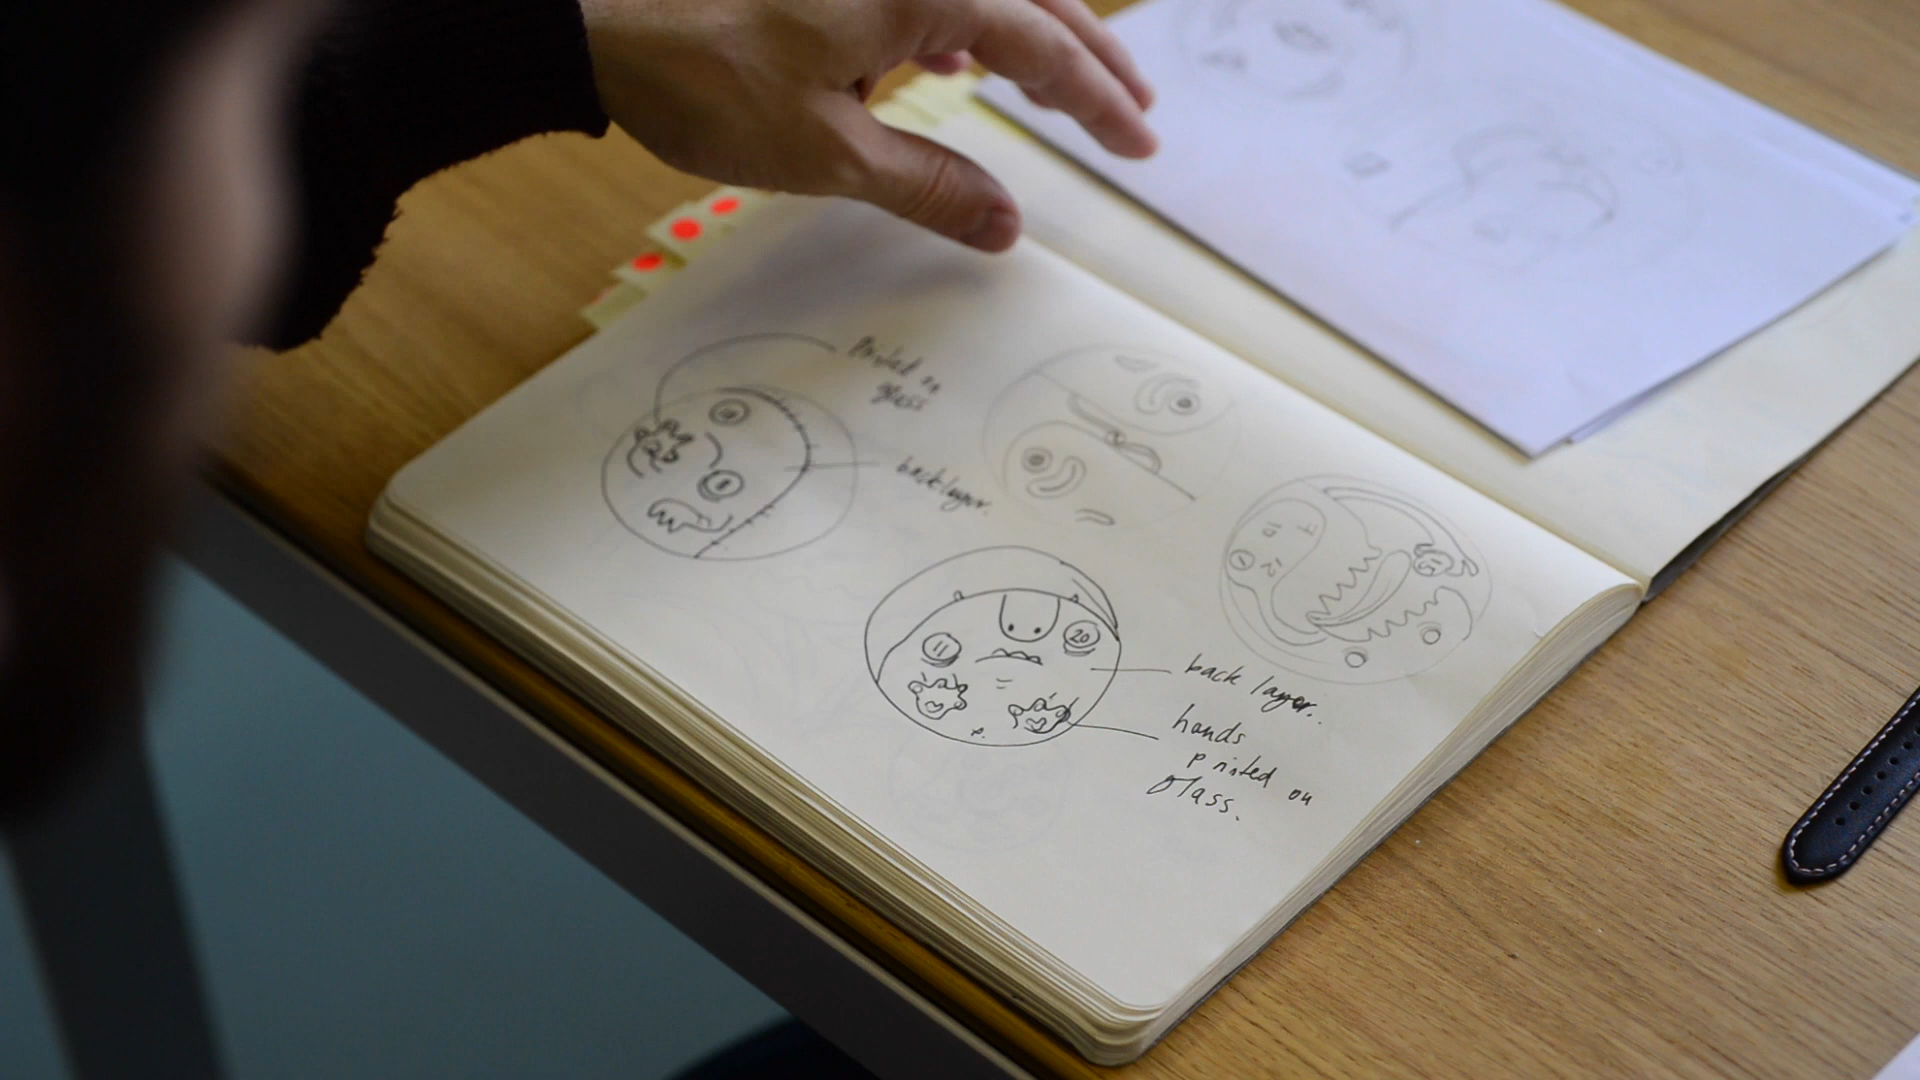 Printed on
glass
back layer.
11
20
back layer..
hands
printed on
glass.